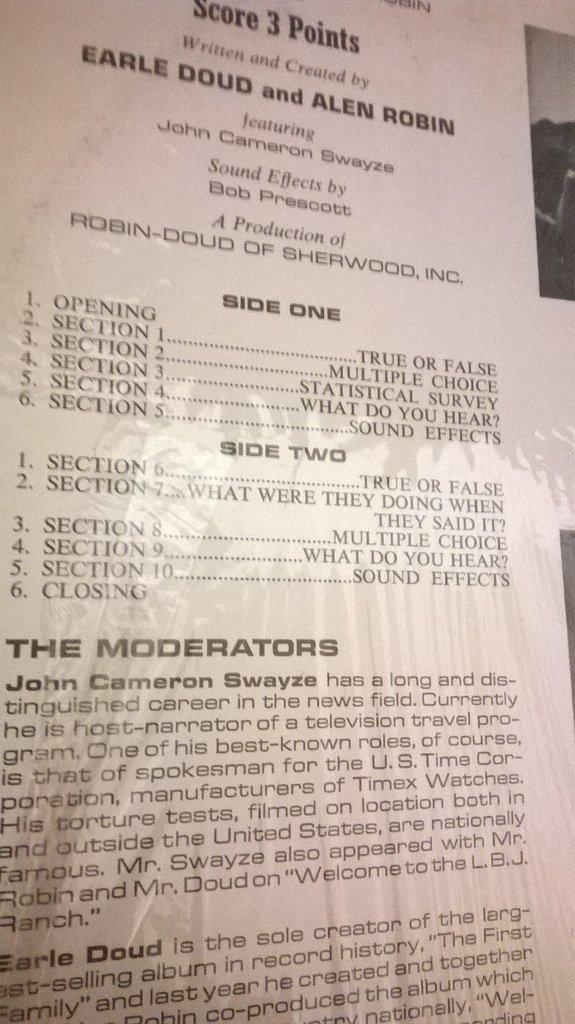 OBIN
Score 3 Points
Written and Created by
EARLE DOUD and ALEN ROBIN
featuring
John Cameron Swayze
Sound Effects by
Bob Prescott
A Production of
ROBIN-DOUD OF SHERWOOD, INC.
SIDE ONE
1. OPENING
2. SECTION 1..............................TRUE OR FALSE
3. SECTION 2..........................MULTIPLE CHOICE
4. SECTION 3.....................STATISTICAL SURVEY
5. SECTION 4.....................WHAT DO YOU HEAR?
6. SECTION 5.............................SOUND EFFECTS
SIDE TWO
1. SECTION 6..............................TRUE OR FALSE
2. SECTION 7....WHAT WERE THEY DOING WHEN
THEY SAID IT?
3. SECTION 8..........................MULTIPLE CHOICE
4. SECTION 9.....................WHAT DO YOU HEAR?
5. SECTION 10............................SOUND EFFECTS
6. CLOSING
THE MODERATORS
John Cameron Swayze has a long and dis-
tinguished career in the news field. Currently
he is host-narrator of a television travel pro-
gram. One of his best-known roles, of course,
is that of spokesman for the U.S. Time Cor-
poration, manufacturers of Timex Watches.
His torture tests, filmed on location both in
and outside the United States, are nationally
famous. Mr. Swayze also appeared with Mr.
Robin and Mr. Doud on "Welcome to the L.B.J.
Ranch."
Earle Doud is the sole creator of the larg-
est-selling album in record history, "The First
Family" and last year he created and together
Robin co-produced the album which
nationally, "Wel-